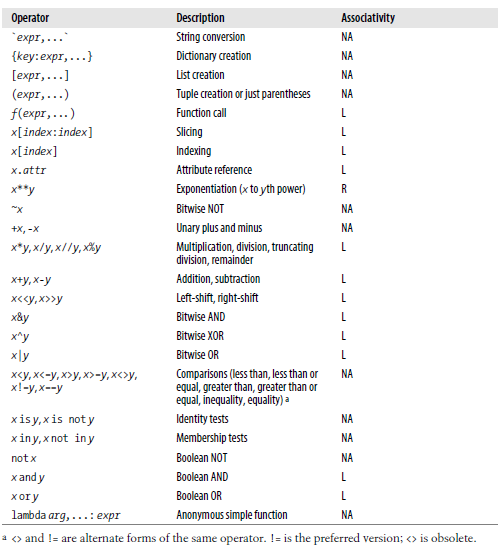 Operator Description Associativity
`expr,...` String conversion NA
{key:expr,...} Dictionary creation NA
[expr,...] List creation NA
(expr,...) Tuple creation or just parentheses NA
f(expr,...) Function call L
x[index:index] Slicing L
x[index] Indexing L
x.attr Attribute reference L
x**y Exponentiation (x to yth power) R
~x Bitwise NOT NA
+x,-x Unary plus and minus NA
x*y,x/y,x//y,x%y Multiplication, division, truncating L
division, remainder
x+y,x-y Addition, subtraction L
x<<y,x>>y Left-shift, right-shift L
x&y Bitwise AND L
x^y Bitwise XOR L
x|y Bitwise OR L
x<y,x<=y,x>y,x>=y,x<>y, Comparisons (less than, less than or NA
x!=y,x==y equal, greater than, greater than or
equal, inequality, equality) a
x is y,x is not y Identity tests NA
x in y,x not in y Membership tests NA
not x Boolean NOT NA
x and y Boolean AND L
x or y Boolean OR L
lambda arg,...: expr Anonymous simple function NA
a <> and != are alternate forms of the same operator. != is the preferred version; <> is obsolete.